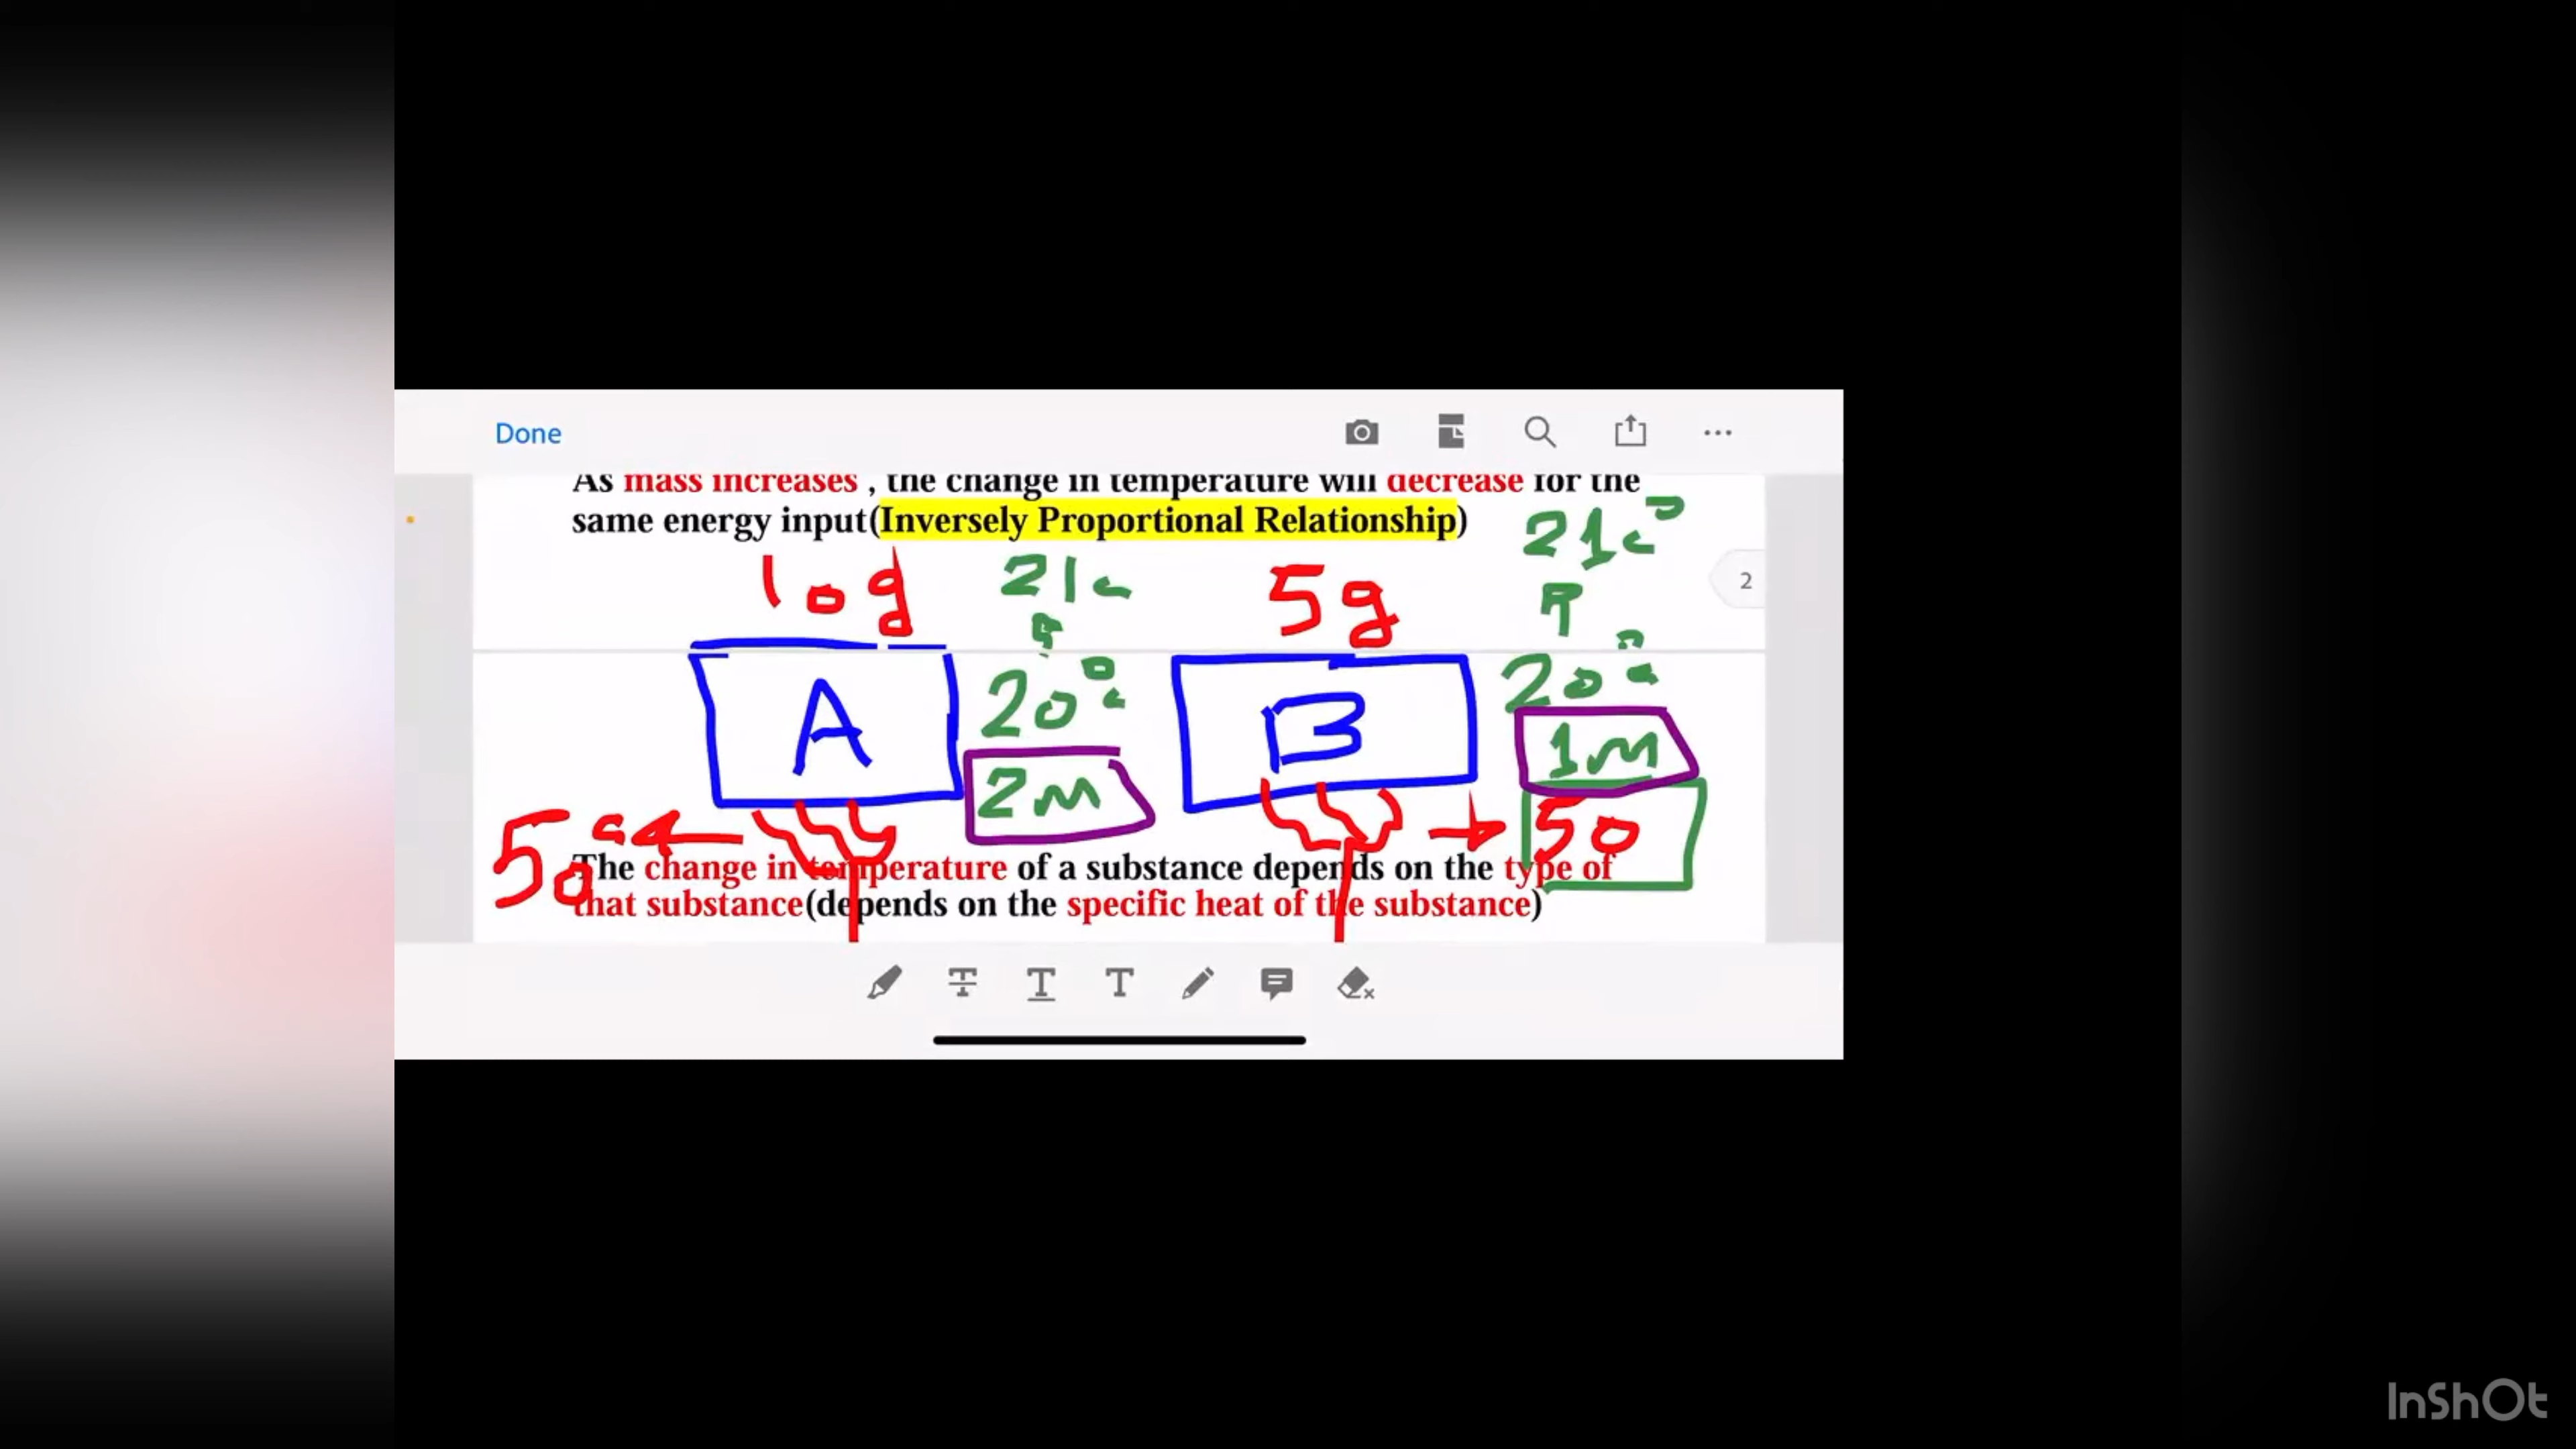 Done
As mass increases , the change in temperature will decrease for the
same energy input(Inversely Proportional Relationship)
21c°
10g
21c
5g
2
20°c
20°c
A
B
1m
2m
50°
50
The change in temperature of a substance depends on the type of
that substance(depends on the specific heat of the substance)
T T T
InShOt